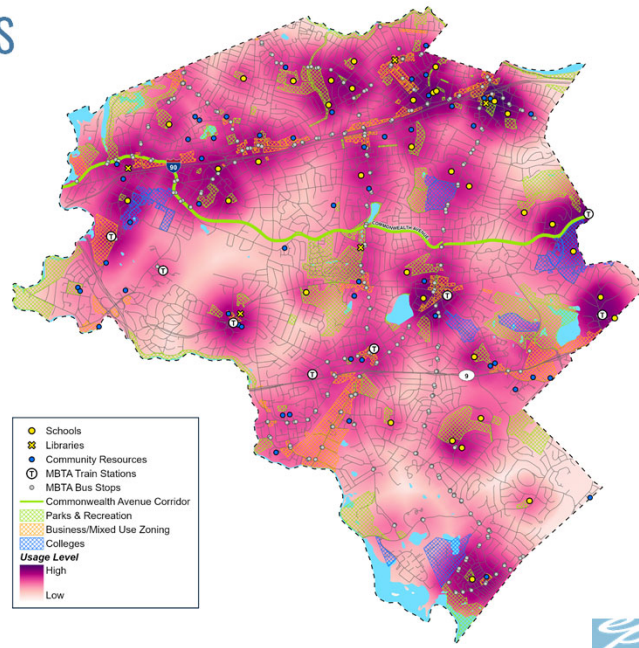 S
90
COMMONWEALTH AVENUE
T
T
T
T
T
T
T
T
9
Schools
Libraries
Community Resources
T MBTA Train Stations
MBTA Bus Stops
Commonwealth Avenue Corridor
Parks & Recreation
Business/Mixed Use Zoning
Colleges
Usage Level
High
Low